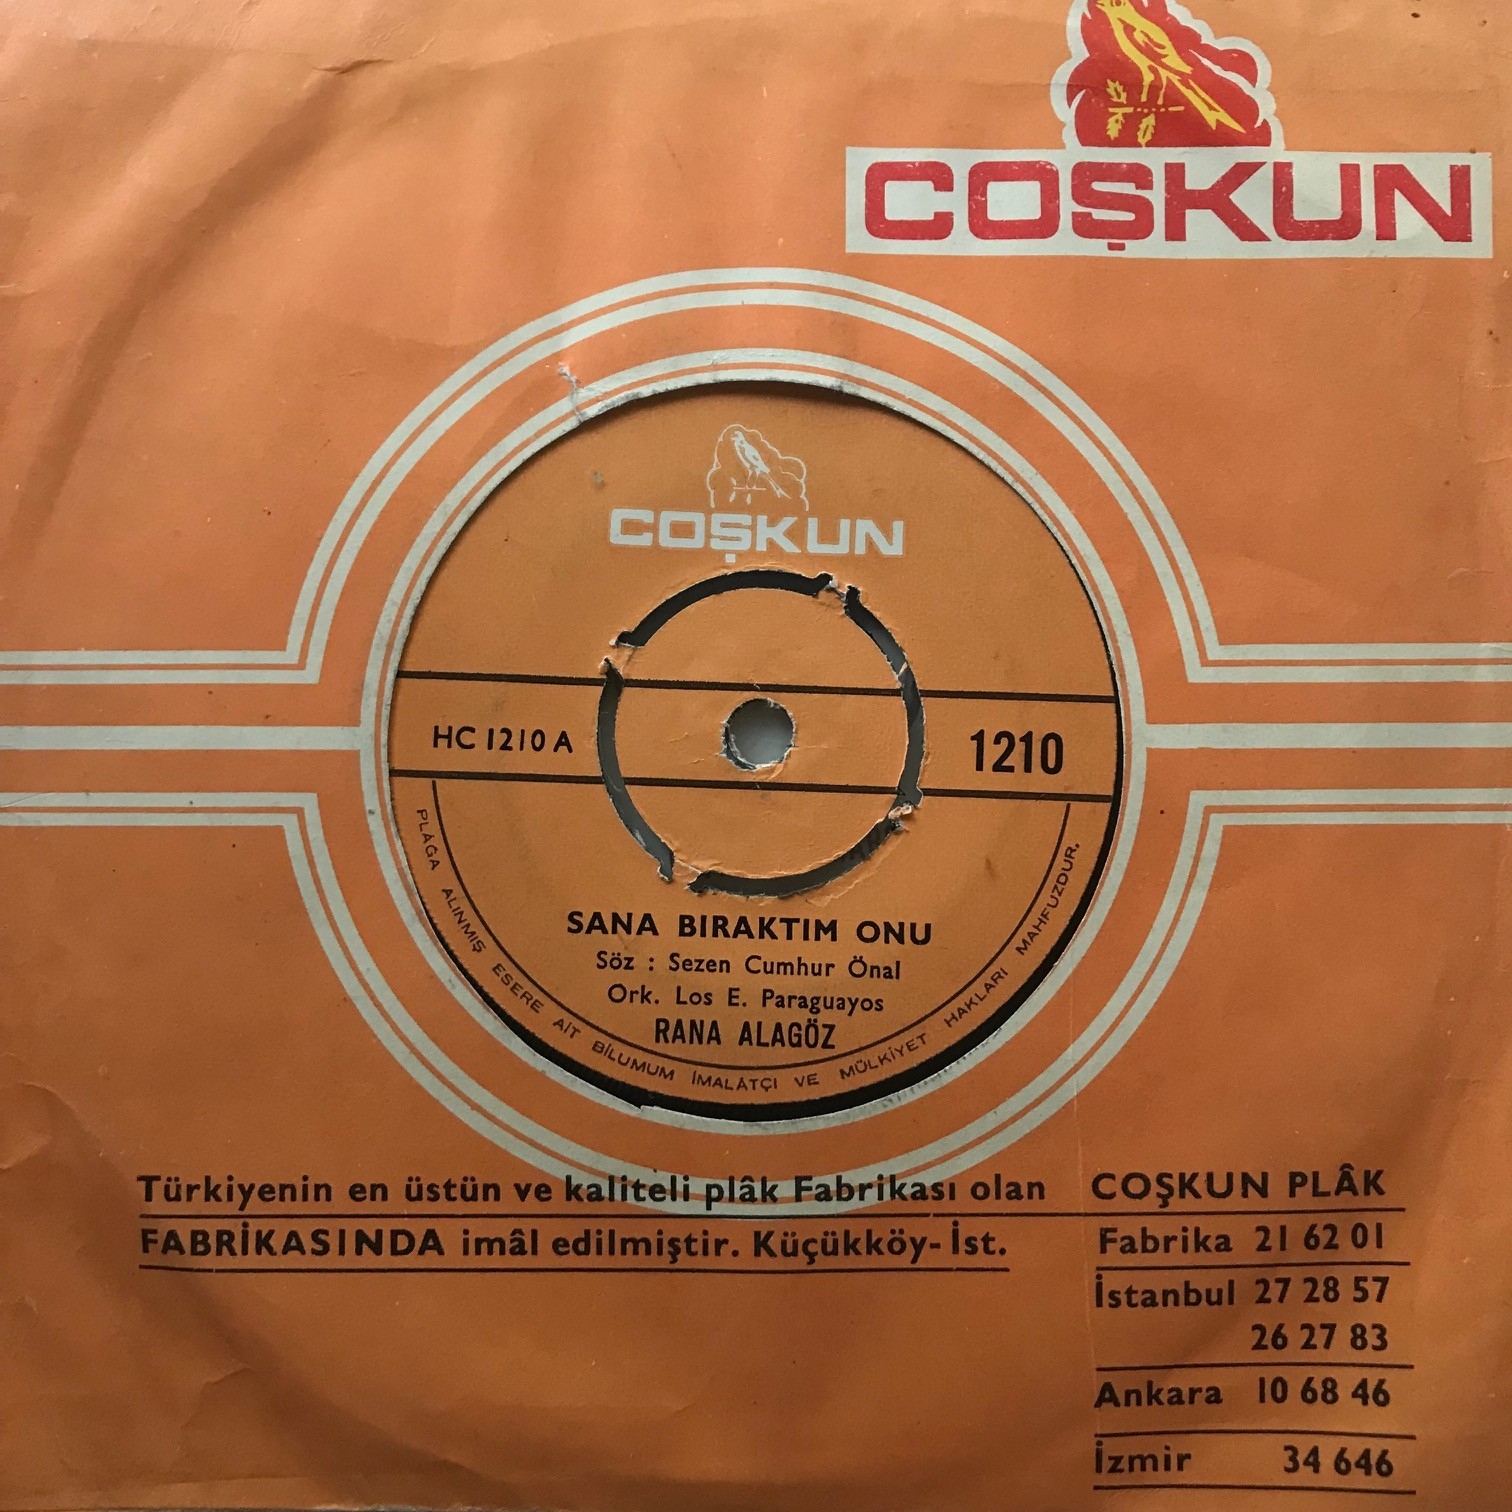 COŞKUN
COŞKUN
HC 1210 A
1210
SANA BIRAKTIM ONU
Söz : Sezen Cumhur Önal
Ork. Los E. Paraguayos
RANA ALAGÖZ
PLÂĞA ALINMIŞ ESERE AİT BİLUMUM İMALÂTÇI VE MÜLKİYET HAKLARI MAHFUZDUR.
Türkiyenin en üstün ve kaliteli plâk Fabrikası olan
FABRİKASINDA imâl edilmiştir. Küçükköy- İst.
COŞKUN PLÂK
Fabrika 21 62 01
İstanbul 27 28 57
26 27 83
Ankara 10 68 46
İzmir 34 646